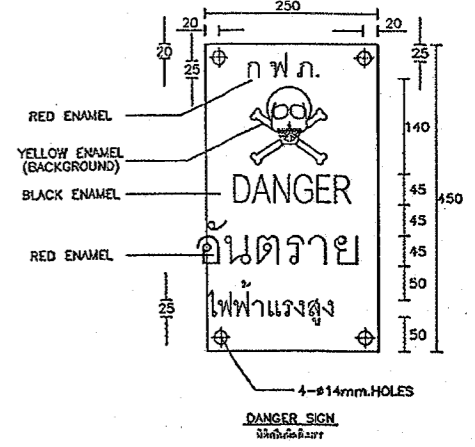 250
20
20
20
25
25
ก ฟ ภ.
RED ENAMEL
140
YELLOW ENAMEL
(BACKGROUND)
BLACK ENAMEL
DANGER
45
450
45
RED ENAMEL
อันตราย
45
50
25
ไฟฟ้าแรงสูง
50
4-ø14mm.HOLES
DANGER SIGN